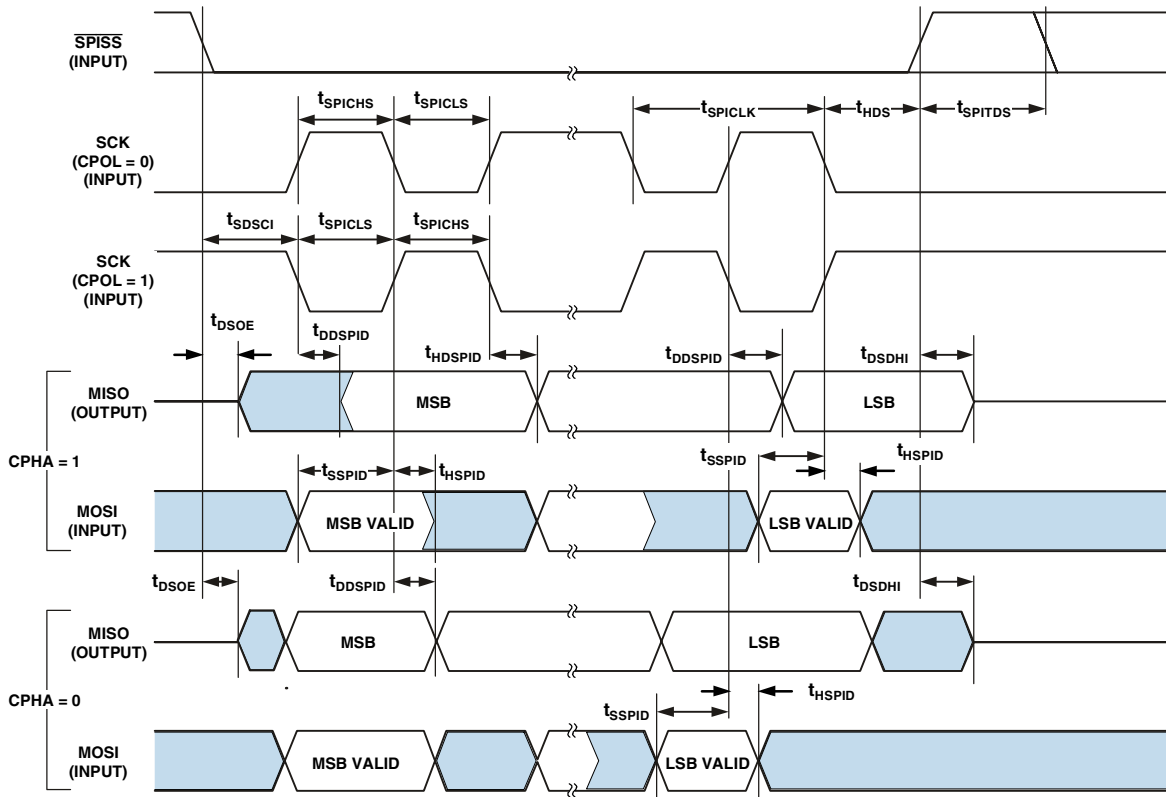 SPISS
(INPUT)
tSPICHS
tSPICLS
tSPICLK
tHDS
tSPITDS
SCK
(CPOL = 0)
(INPUT)
tSDSCI
tSPICLS
tSPICHS
SCK
(CPOL = 1)
(INPUT)
tDSOE
tDDSPID
tHDSPID
tDDSPID
tDSDHI
MISO
(OUTPUT)
MSB
LSB
CPHA = 1
tSSPID
tHSPID
tSSPID
tHSPID
MOSI
(INPUT)
MSB VALID
LSB VALID
tDSOE
tDDSPID
tDSDHI
MISO
(OUTPUT)
MSB
LSB
CPHA = 0
tSSPID
tHSPID
MOSI
(INPUT)
MSB VALID
LSB VALID